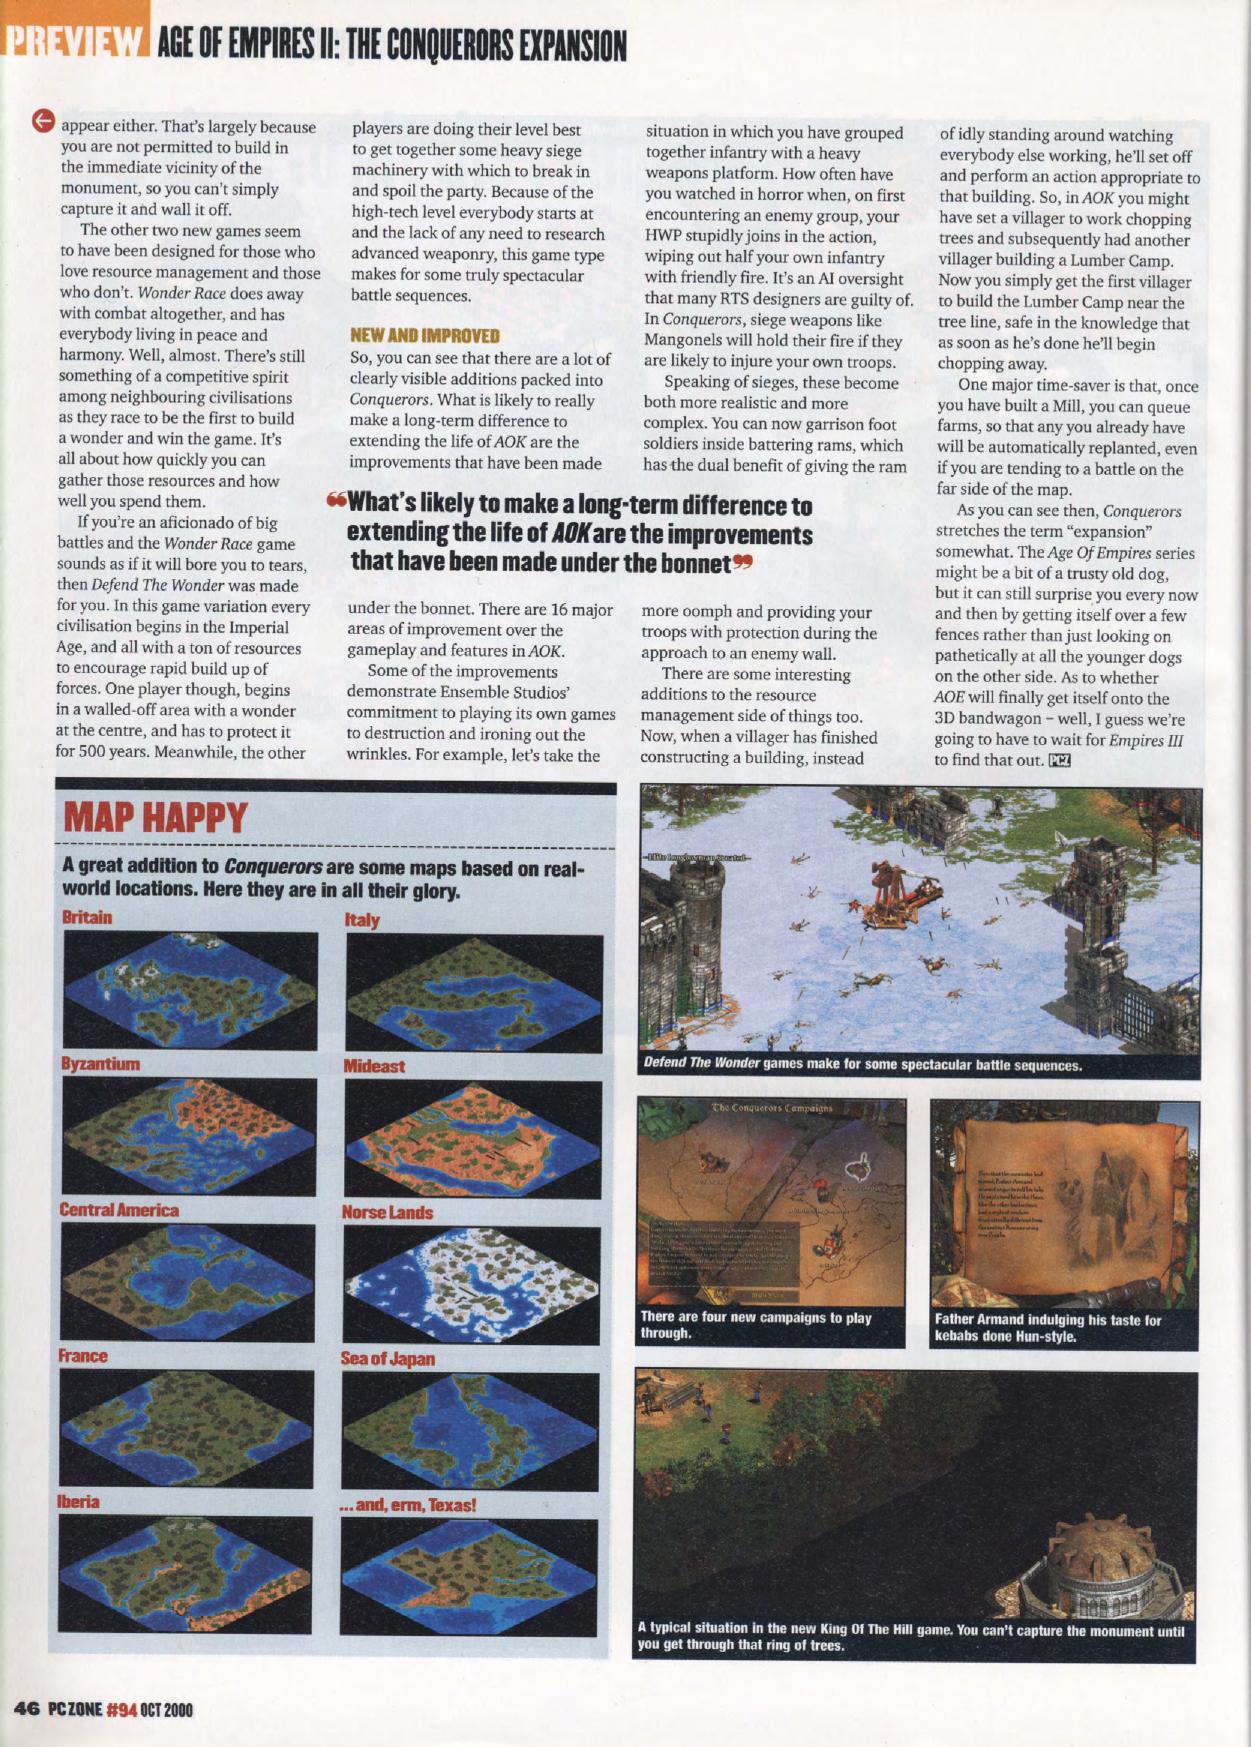 PREVIEW AGE OF EMPIRES II: THE CONQUERORS EXPANSION
appear either. That's largely because
you are not permitted to build in
the immediate vicinity of the
monument, so you can't simply
capture it and wall it off.
The other two new games seem
to have been designed for those who
love resource management and those
who don't. Wonder Race does away
with combat altogether, and has
everybody living in peace and
harmony. Well, almost. There's still
something of a competitive spirit
among neighbouring civilisations
as they race to be the first to build
a wonder and win the game. It's
all about how quickly you can
gather those resources and how
well you spend them.
If you're an aficionado of big
battles and the Wonder Race game
sounds as if it will bore you to tears,
then Defend The Wonder was made
for you. In this game variation every
civilisation begins in the Imperial
Age, and all with a ton of resources
to encourage rapid build up of
forces. One player though, begins
in a walled-off area with a wonder
at the centre, and has to protect it
for 500 years. Meanwhile, the other
players are doing their level best
to get together some heavy siege
machinery with which to break in
and spoil the party. Because of the
high-tech level everybody starts at
and the lack of any need to research
advanced weaponry, this game type
makes for some truly spectacular
battle sequences.
NEW AND IMPROVED
So, you can see that there are a lot of
clearly visible additions packed into
Conquerors. What is likely to really
make a long-term difference to
extending the life of AOK are the
improvements that have been made
“What's likely to make a long-term difference to
extending the life of AOK are the improvements
that have been made under the bonnet”
under the bonnet. There are 16 major
areas of improvement over the
gameplay and features in AOK.
Some of the improvements
demonstrate Ensemble Studios'
commitment to playing its own games
to destruction and ironing out the
wrinkles. For example, let's take the
situation in which you have grouped
together infantry with a heavy
weapons platform. How often have
you watched in horror when, on first
encountering an enemy group, your
HWP stupidly joins in the action,
wiping out half your own infantry
with friendly fire. It's an AI oversight
that many RTS designers are guilty of.
In Conquerors, siege weapons like
Mangonels will hold their fire if they
are likely to injure your own troops.
Speaking of sieges, these become
both more realistic and more
complex. You can now garrison foot
soldiers inside battering rams, which
has the dual benefit of giving the ram
more oomph and providing your
troops with protection during the
approach to an enemy wall.
There are some interesting
additions to the resource
management side of things too.
Now, when a villager has finished
constructing a building, instead
of idly standing around watching
everybody else working, he'll set off
and perform an action appropriate to
that building. So, in AOK you might
have set a villager to work chopping
trees and subsequently had another
villager building a Lumber Camp.
Now you simply get the first villager
to build the Lumber Camp near the
tree line, safe in the knowledge that
as soon as he's done he'll begin
chopping away.
One major time-saver is that, once
you have built a Mill, you can queue
farms, so that any you already have
will be automatically replanted, even
if you are tending to a battle on the
far side of the map.
As you can see then, Conquerors
stretches the term “expansion”
somewhat. The Age Of Empires series
might be a bit of a trusty old dog,
but it can still surprise you every now
and then by getting itself over a few
fences rather than just looking on
pathetically at all the younger dogs
on the other side. As to whether
AOE will finally get itself onto the
3D bandwagon – well, I guess we're
going to have to wait for Empires III
to find that out. PCZ
MAP HAPPY
A great addition to Conquerors are some maps based on real-
world locations. Here they are in all their glory.
Britain
Italy
Byzantium
Mideast
Central America
Norse Lands
France
Sea of Japan
Iberia
...and, erm, Texas!
Defend The Wonder games make for some spectacular battle sequences.
The Conquerors Campaigns
There are four new campaigns to play
through.
Father Armand indulging his taste for
kebabs done Hun-style.
A typical situation in the new King Of The Hill game. You can't capture the monument until
you get through that ring of trees.
46 PC ZONE #94 OCT 2000